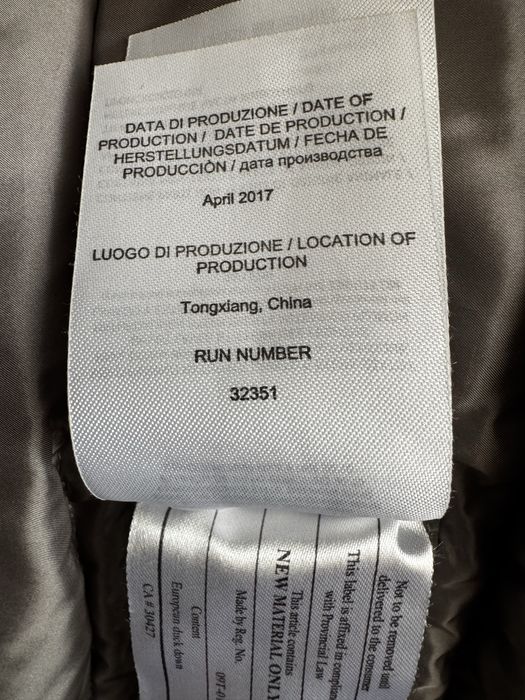 DATA DI PRODUZIONE / DATE OF
PRODUCTION / DATE DE PRODUCTION /
HERSTELLUNGSDATUM / FECHA DE
PRODUCCIÒN / дата производства
April 2017
LUOGO DI PRODUZIONE / LOCATION OF
PRODUCTION
Tongxiang, China
RUN NUMBER
32351
Not to be removed until
delivered to the consumer
This label is affixed in
with Provincial Law
This article contains
NEW MATERIAL ONLY
Made by Reg. No.
Content
European duck down
CA # 30427